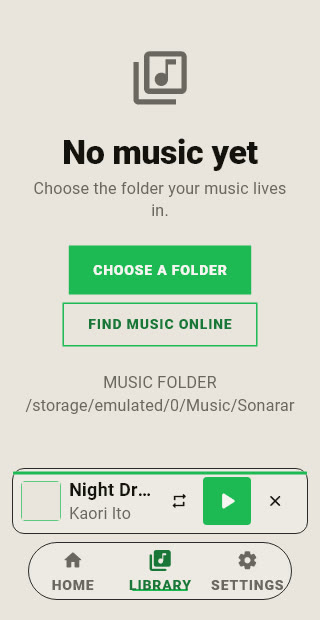 No music yet
Choose the folder your music lives
in.
CHOOSE A FOLDER
FIND MUSIC ONLINE
MUSIC FOLDER
/storage/emulated/0/Music/Sonarar
Night Dr…
Kaori Ito
HOME
LIBRARY
SETTINGS